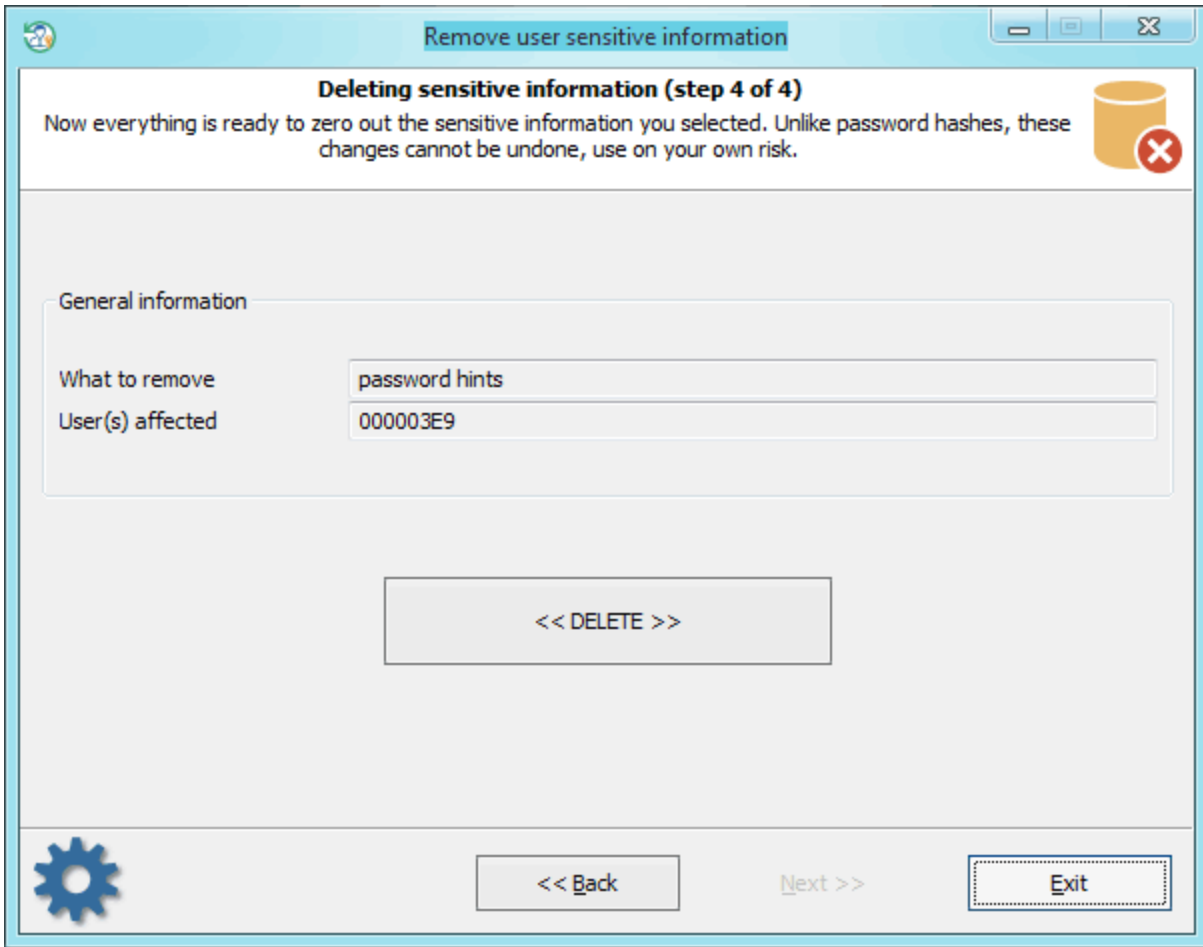 Remove user sensitive information
Deleting sensitive information (step 4 of 4)
Now everything is ready to zero out the sensitive information you selected. Unlike password hashes, these
changes cannot be undone, use on your own risk.
General information
What to remove
password hints
User(s) affected
000003E9
<< DELETE >>
<< Back
Next >>
Exit